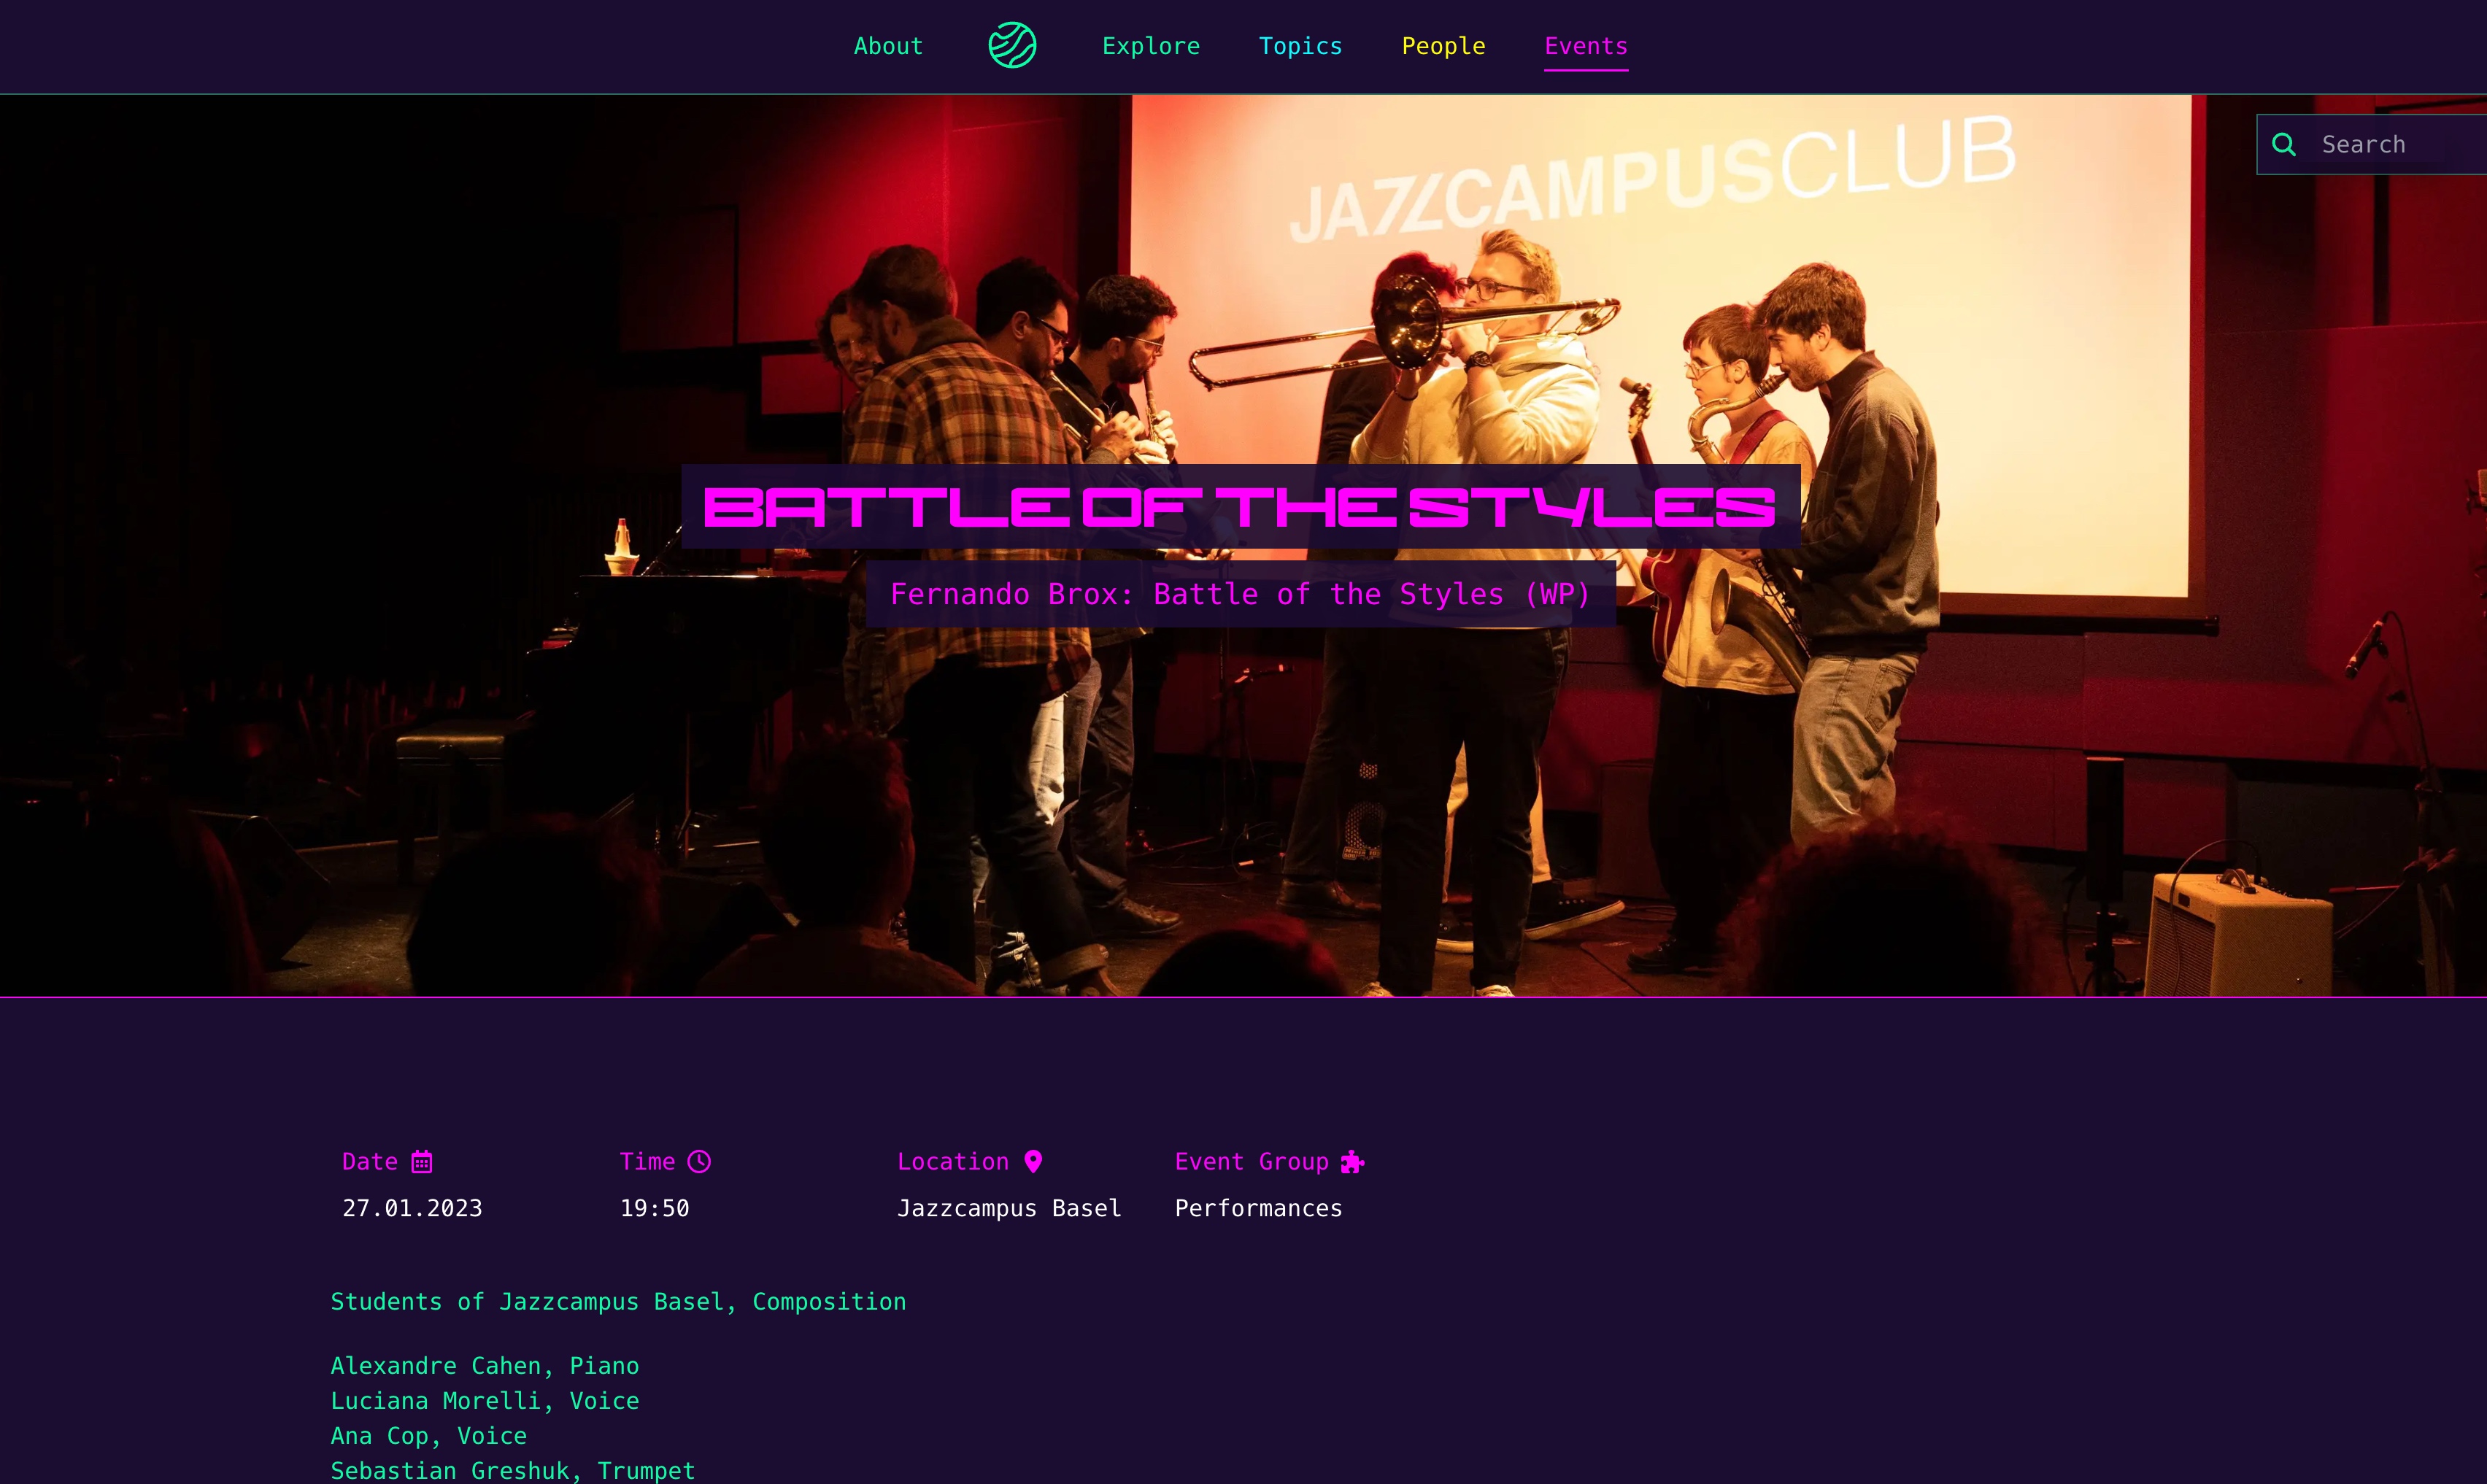 About
Explore
Topics
People
Events
Search
JAZZCAMPUSCLUB
BATTLE OF THE STYLES
Fernando Brox: Battle of the Styles (WP)
Date
Time
Location
Event Group
27.01.2023
19:50
Jazzcampus Basel
Performances
Students of Jazzcampus Basel, Composition
Alexandre Cahen, Piano
Luciana Morelli, Voice
Ana Cop, Voice
Sebastian Greshuk, Trumpet